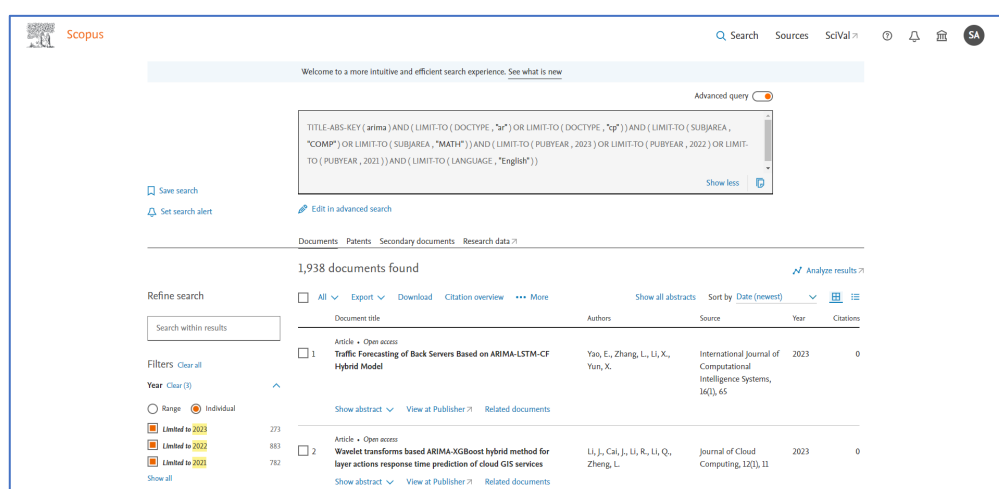 Scopus
Search Sources SciVal
SA
Welcome to a more intuitive and efficient search experience. See what is new
Advanced query
TITLE-ABS-KEY ( arima ) AND ( LIMIT-TO ( DOCTYPE , "ar" ) OR LIMIT-TO ( DOCTYPE , "cp" ) ) AND ( LIMIT-TO ( SUBJAREA ,
"COMP" ) OR LIMIT-TO ( SUBJAREA , "MATH" ) ) AND ( LIMIT-TO ( PUBYEAR , 2023 ) OR LIMIT-TO ( PUBYEAR , 2022 ) OR LIMIT-
TO ( PUBYEAR , 2021 ) ) AND ( LIMIT-TO ( LANGUAGE , "English" ) )
Show less
Save search
Set search alert
Edit in advanced search
Documents Patents Secondary documents Research data
1,938 documents found
Analyze results
Refine search
Search within results
Filters Clear all
Year Clear (3)
Range Individual
Limited to 2023 273
Limited to 2022 883
Limited to 2021 782
Show all
All Export Download Citation overview ••• More Show all abstracts Sort by Date (newest)
Document title Authors Source Year Citations
Article • Open access
1 Traffic Forecasting of Back Servers Based on ARIMA-LSTM-CF
Hybrid Model
Yao, E., Zhang, L., Li, X.,
Yun, X.
International Journal of
Computational
Intelligence Systems,
16(1), 65
2023 0
Show abstract View at Publisher Related documents
Article • Open access
2 Wavelet transforms based ARIMA-XGBoost hybrid method for
layer actions response time prediction of cloud GIS services
Li, J., Cai, J., Li, R., Li, Q.,
Zheng, L.
Journal of Cloud
Computing, 12(1), 11
2023 0
Show abstract View at Publisher Related documents